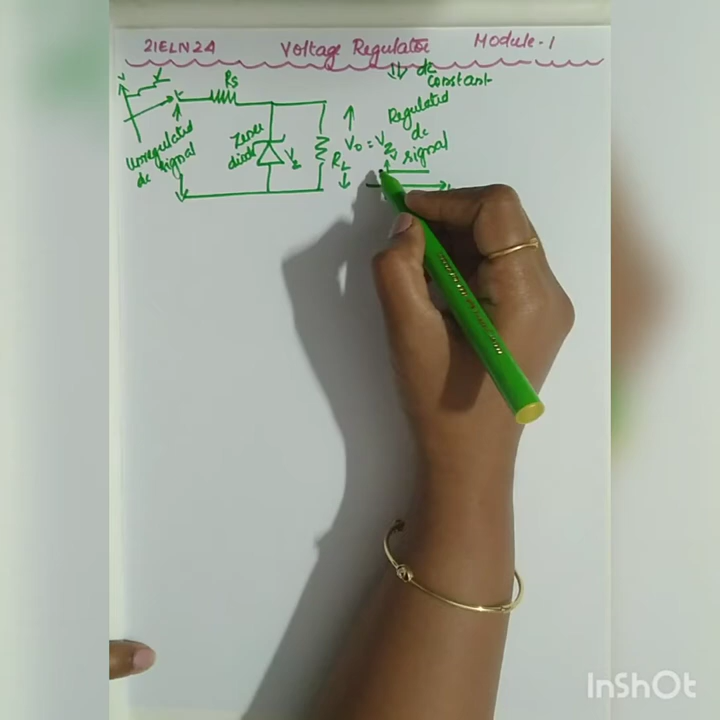 21ELN24 Voltage Regulator Module-1
dc
constant
Rs
Regulated
dc
signal
Unregulated
dc signal
Zener
diode
Vz
RL
Vo = Vz
V
t
InShOt